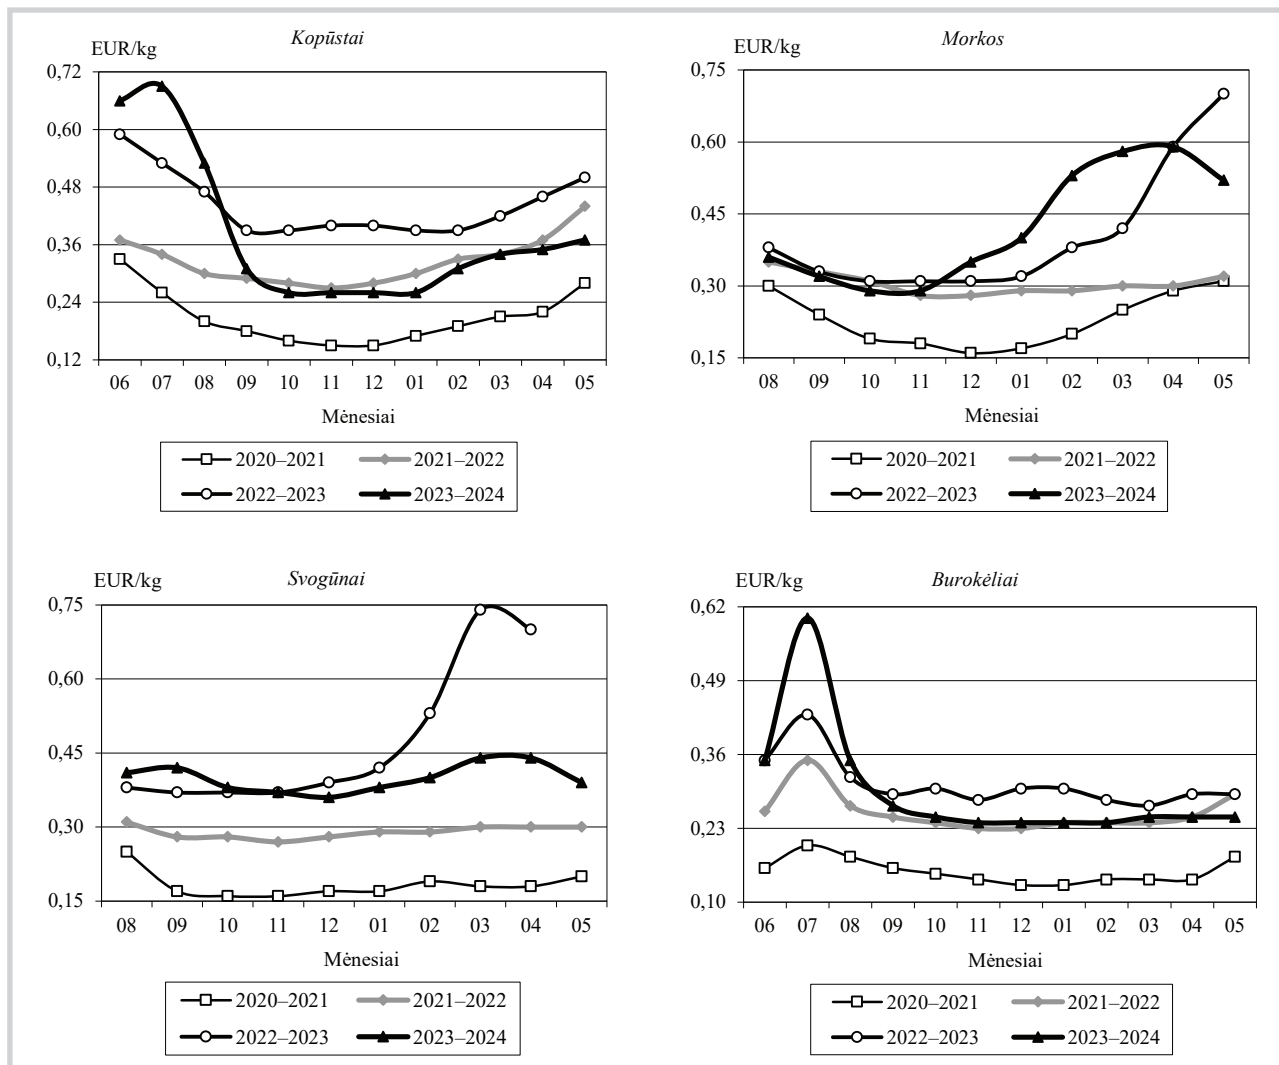 Kopūstai
EUR/kg
0,72
0,60
0,48
0,36
0,24
0,12
06 07 08 09 10 11 12 01 02 03 04 05
Mėnesiai
2020–2021 2021–2022
2022–2023 2023–2024
Morkos
EUR/kg
0,75
0,60
0,45
0,30
0,15
08 09 10 11 12 01 02 03 04 05
Mėnesiai
2020–2021 2021–2022
2022–2023 2023–2024
Svogūnai
EUR/kg
0,75
0,60
0,45
0,30
0,15
08 09 10 11 12 01 02 03 04 05
Mėnesiai
2020–2021 2021–2022
2022–2023 2023–2024
Burokėliai
EUR/kg
0,62
0,49
0,36
0,23
0,10
06 07 08 09 10 11 12 01 02 03 04 05
Mėnesiai
2020–2021 2021–2022
2022–2023 2023–2024